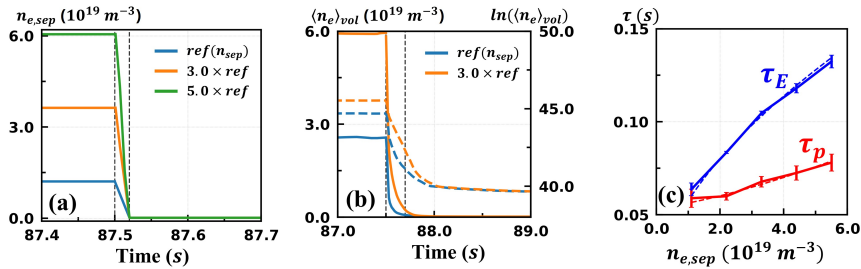 n_{e,sep} (10^{19} m^{-3})
6.0
3.0
0.0
ref(n_{sep})
3.0 × ref
5.0 × ref
(a)
87.4 87.5 87.6 87.7
Time (s)
⟨n_e⟩_{vol} (10^{19} m^{-3}) ln(⟨n_e⟩_{vol})
6.0
3.0
0.0
50.0
45.0
40.0
ref(n_{sep})
3.0 × ref
(b)
87.0 88.0 89.0
Time (s)
τ (s)
0.15
0.10
0.05
τ_E
τ_p
(c)
0.0 2.0 4.0 6.0
n_{e,sep} (10^{19} m^{-3})